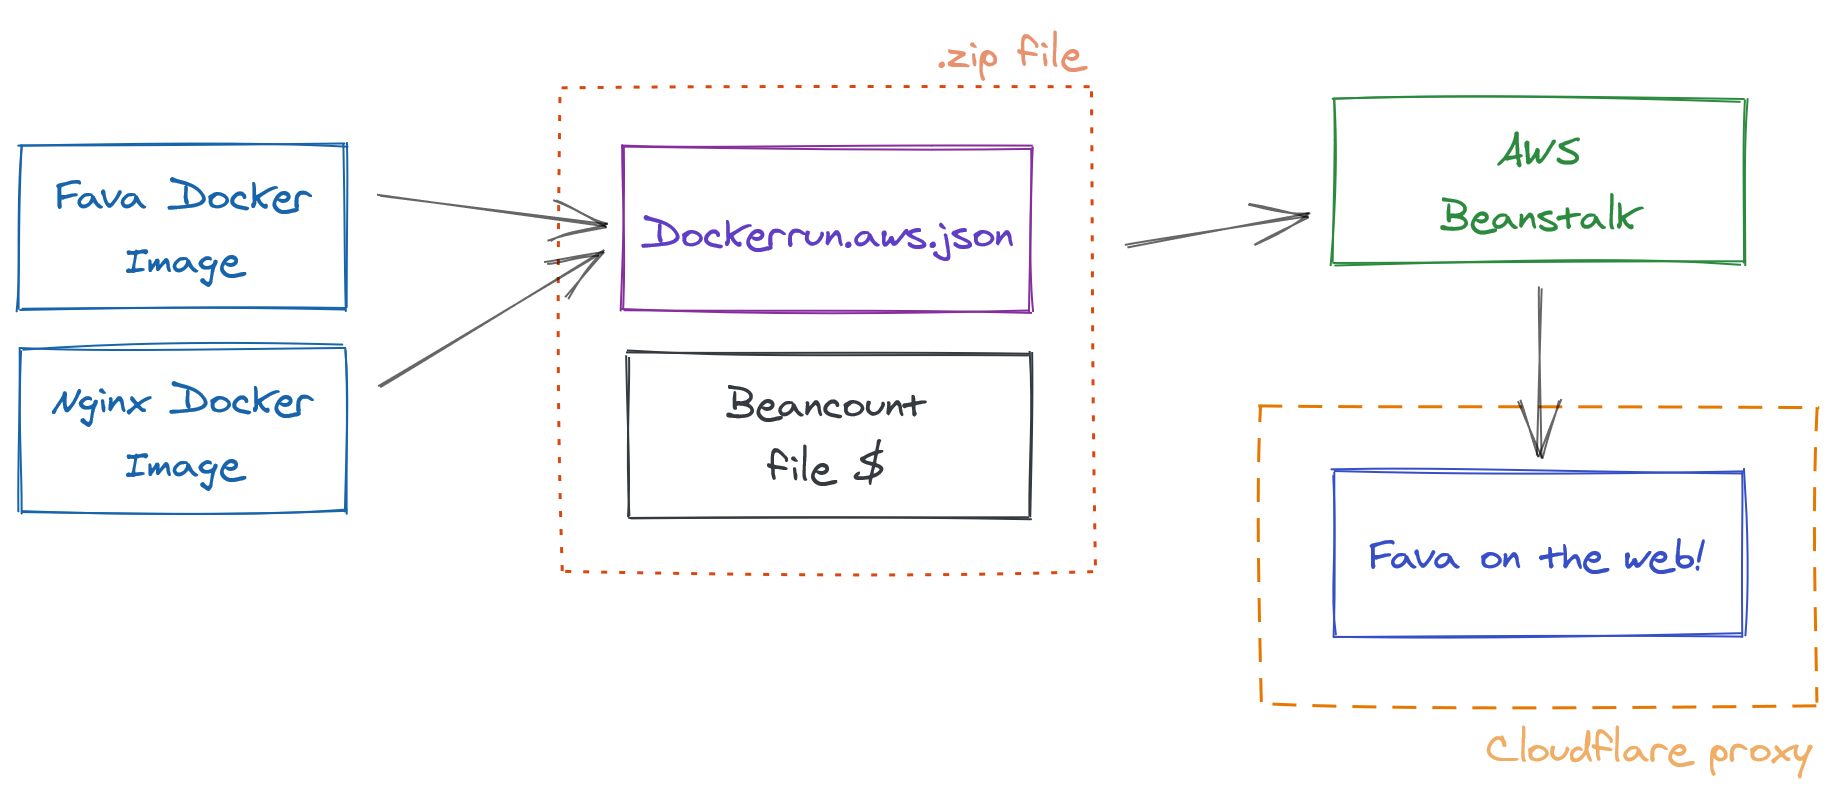 .zip file
Fava Docker
Image
Nginx Docker
Image
Dockerrun.aws.json
Beancount
file $
AWS
Beanstalk
Fava on the web!
Cloudflare proxy